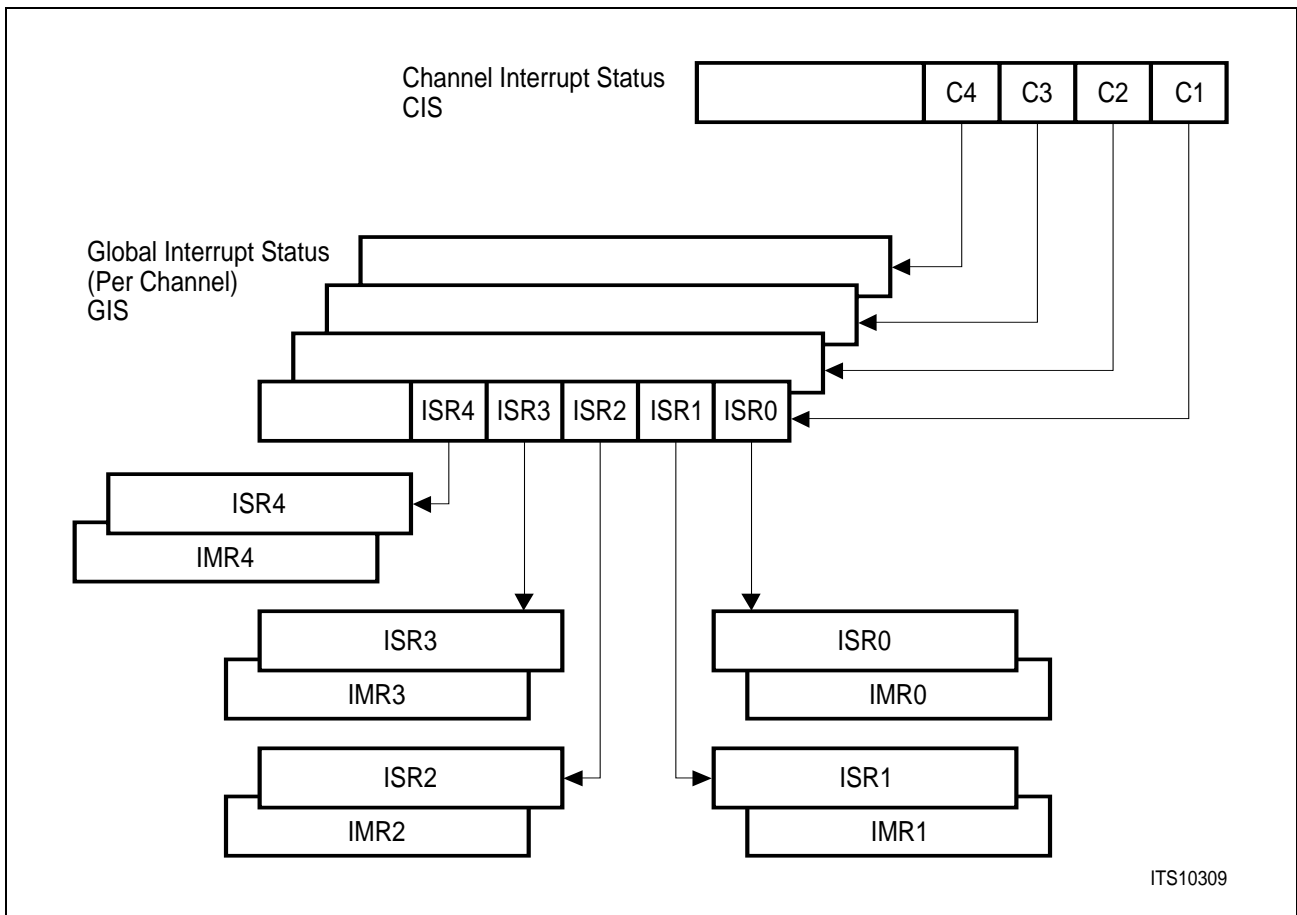 Channel Interrupt Status
CIS
C4 C3 C2 C1
Global Interrupt Status
(Per Channel)
GIS
ISR4 ISR3 ISR2 ISR1 ISR0
ISR4
IMR4
ISR3
IMR3
ISR0
IMR0
ISR2
IMR2
ISR1
IMR1
ITS10309